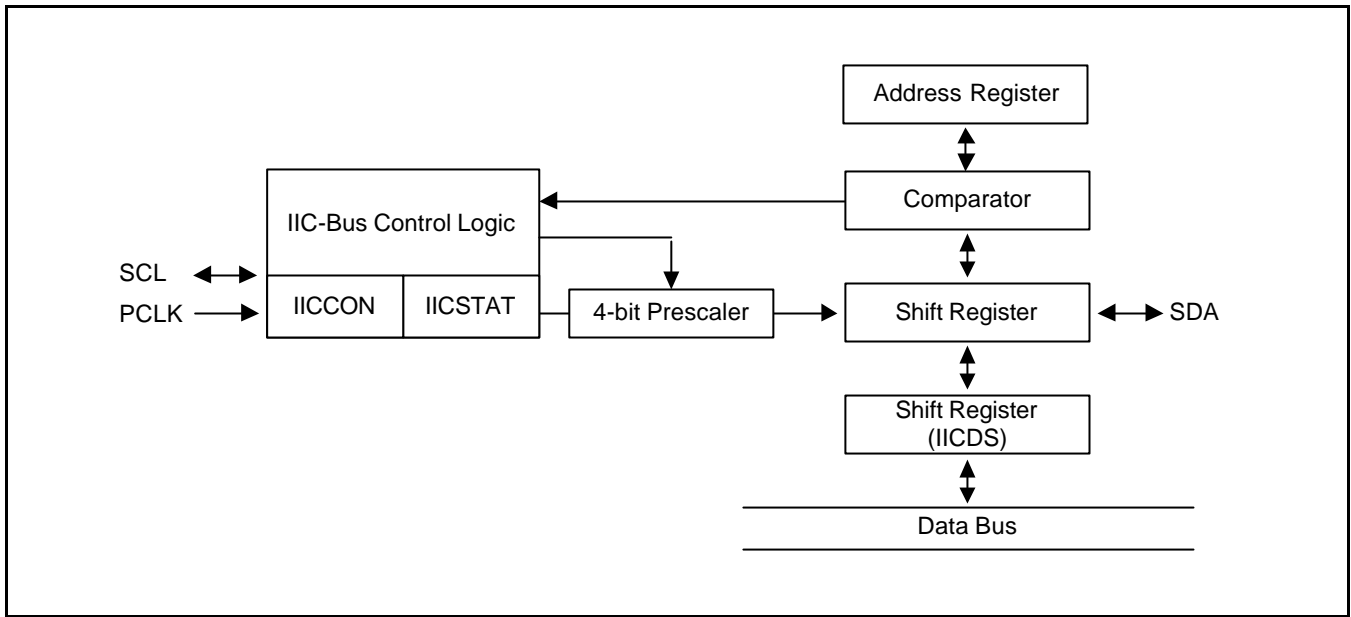 Address Register
Comparator
IIC-Bus Control Logic
SCL
PCLK
IICCON
IICSTAT
4-bit Prescaler
Shift Register
SDA
Shift Register
(IICDS)
Data Bus